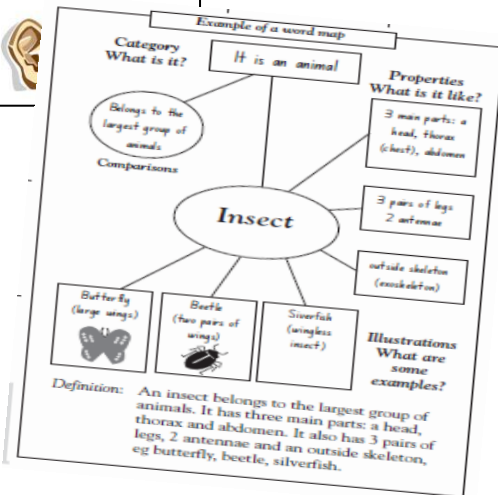 Example of a word map
Category
What is it?
It is an animal
Properties
What is it like?
Belongs to the
largest group of
animals
Comparisons
3 main parts: a
head, thorax
(chest), abdomen
3 pairs of legs
2 antennae
outside skeleton
(exoskeleton)
Insect
Butterfly
(large wings)
Beetle
(two pairs of
wings)
Siverfish
(wingless
insect)
Illustrations
What are
some
examples?
Definition: An insect belongs to the largest group of
animals. It has three main parts: a head,
thorax and abdomen. It also has 3 pairs of
legs, 2 antennae and an outside skeleton,
eg butterfly, beetle, silverfish.